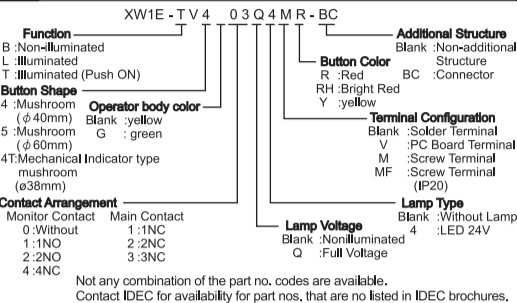 XW1E - T V 4 0 3 Q 4 M R - BC
Function
B :Non-illuminated
L :Illuminated
T :Illuminated (Push ON)
Button Shape
4 :Mushroom
(ϕ40mm)
5 :Mushroom
(ϕ60mm)
4T:Mechanical Indicator type
mushroom
(ø38mm)
Operator body color
Blank :yellow
G : green
Contact Arrangement
Monitor Contact Main Contact
0 :Without 1 :1NC
1 :1NO 2 :2NC
2 :2NO 3 :3NC
4 :4NC
Lamp Voltage
Blank :Nonilluminated
Q :Full Voltage
Lamp Type
Blank :Without Lamp
4 :LED 24V
Terminal Configuration
Blank :Solder Terminal
V :PC Board Terminal
M :Screw Terminal
MF :Screw Terminal
(IP20)
Button Color
R :Red
RH :Bright Red
Y :yellow
Additional Structure
Blank :Non-additional
Structure
BC :Connector
Not any combination of the part no. codes are available.
Contact IDEC for availability for part nos, that are no listed in IDEC brochures.